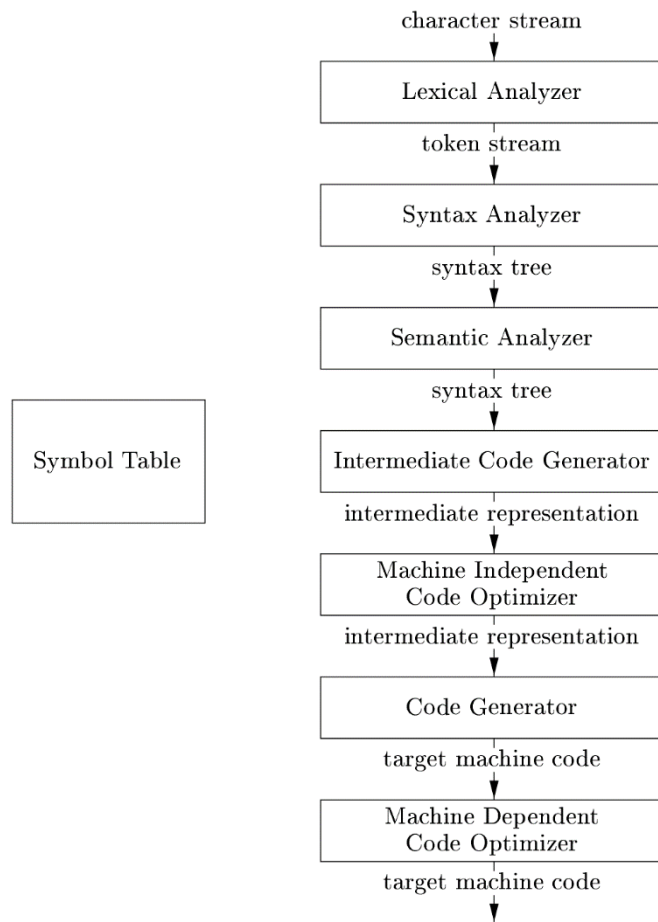 character stream
Lexical Analyzer
token stream
Syntax Analyzer
syntax tree
Semantic Analyzer
syntax tree
Symbol Table
Intermediate Code Generator
intermediate representation
Machine Independent
Code Optimizer
intermediate representation
Code Generator
target machine code
Machine Dependent
Code Optimizer
target machine code